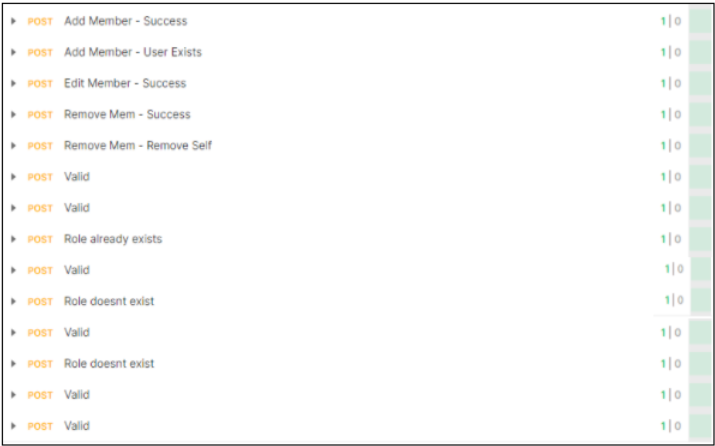 POST Add Member - Success 1 | 0
POST Add Member - User Exists 1 | 0
POST Edit Member - Success 1 | 0
POST Remove Mem - Success 1 | 0
POST Remove Mem - Remove Self 1 | 0
POST Valid 1 | 0
POST Valid 1 | 0
POST Role already exists 1 | 0
POST Valid 1 | 0
POST Role doesnt exist 1 | 0
POST Valid 1 | 0
POST Role doesnt exist 1 | 0
POST Valid 1 | 0
POST Valid 1 | 0